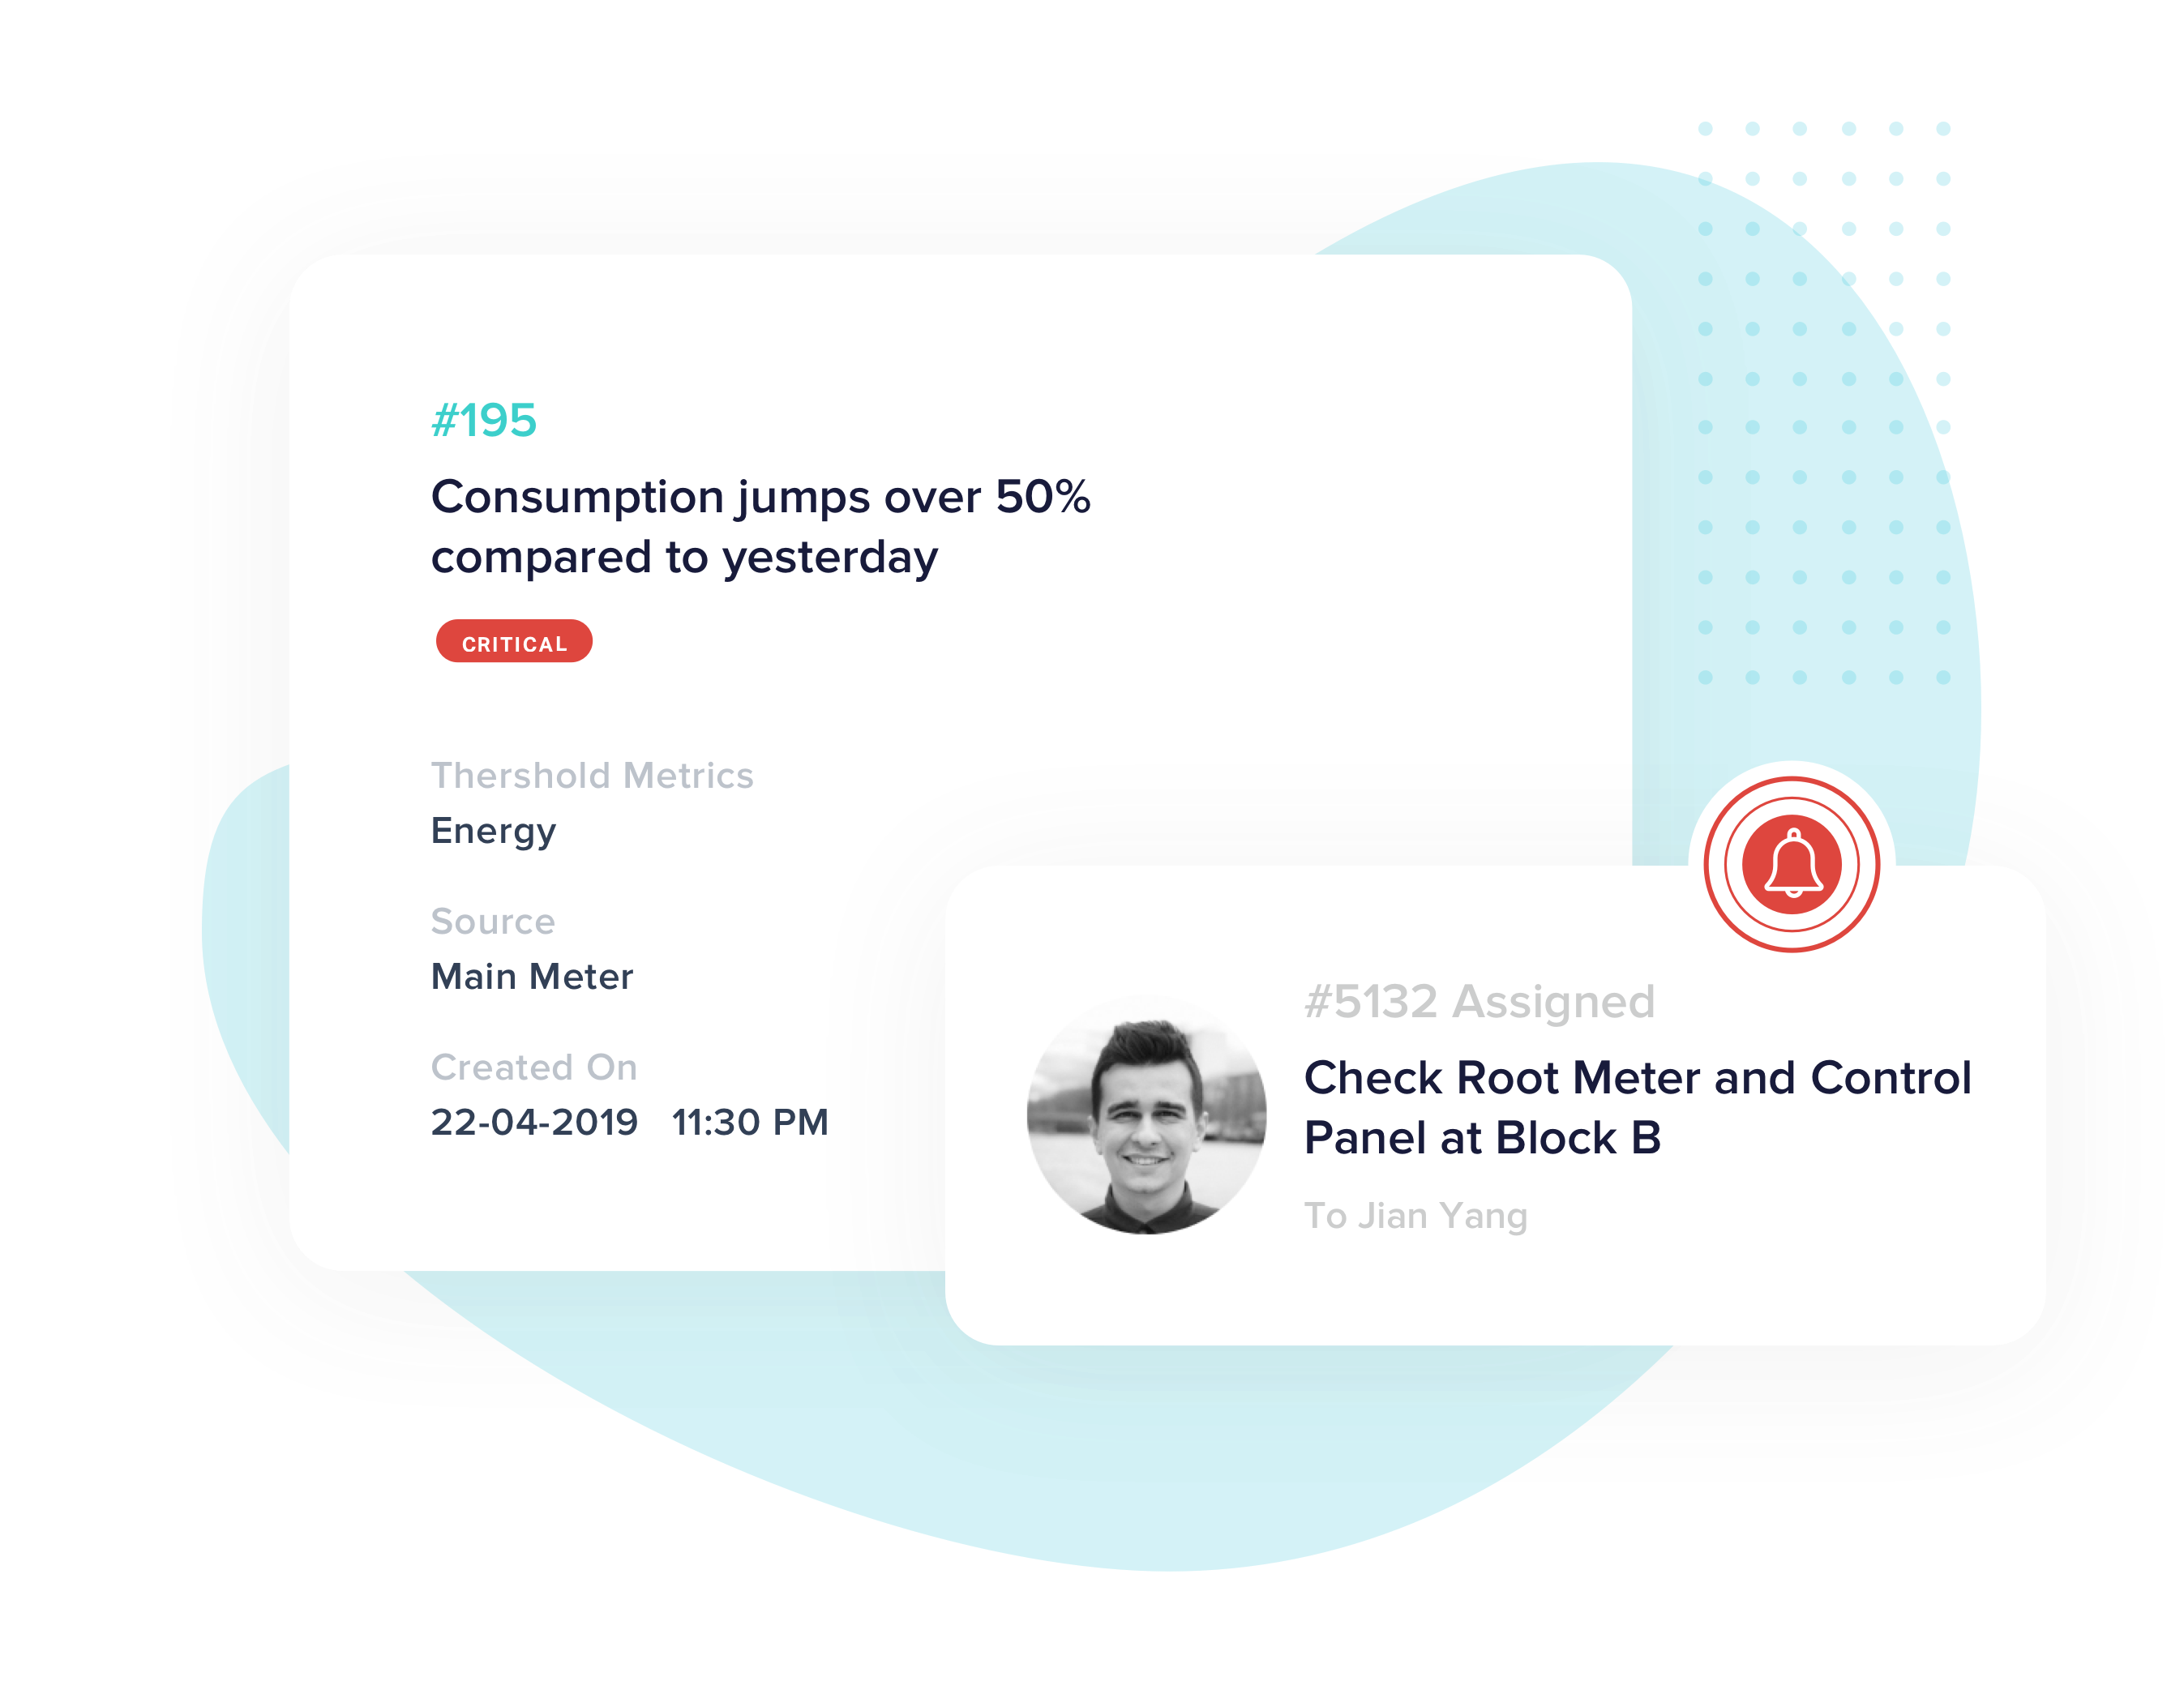 #195
Consumption jumps over 50%
compared to yesterday
CRITICAL
Thershold Metrics
Energy
Source
Main Meter
Created On
22-04-2019 11:30 PM
#5132 Assigned
Check Root Meter and Control
Panel at Block B
To Jian Yang